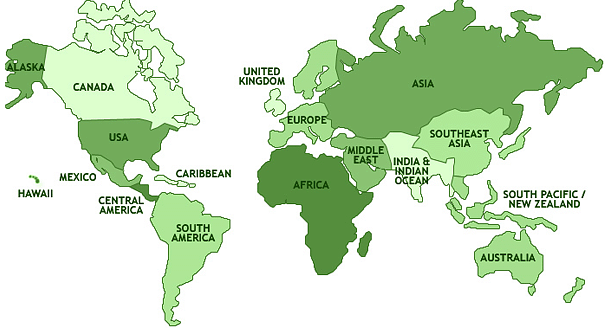 ALASKA
CANADA
USA
HAWAII
MEXICO
CARIBBEAN
CENTRAL
AMERICA
SOUTH
AMERICA
UNITED
KINGDOM
EUROPE
ASIA
MIDDLE
EAST
AFRICA
INDIA &
INDIAN
OCEAN
SOUTHEAST
ASIA
SOUTH PACIFIC /
NEW ZEALAND
AUSTRALIA